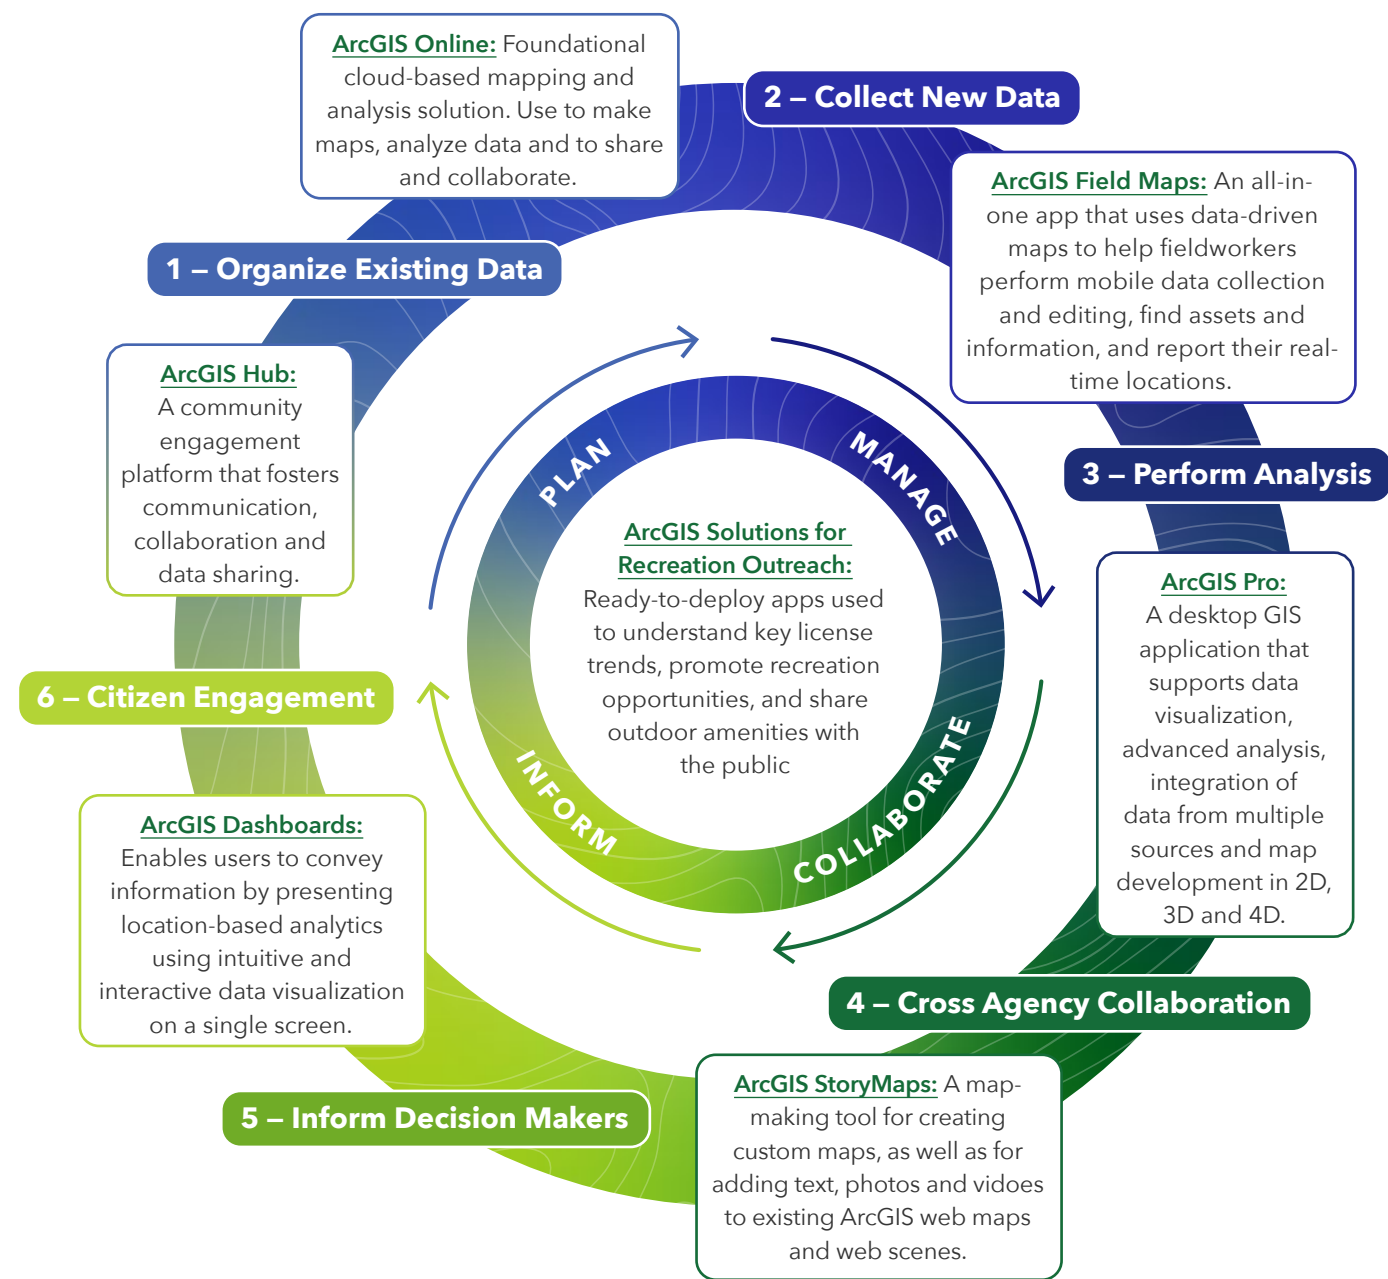 ArcGIS Online: Foundational
cloud-based mapping and
analysis solution. Use to make
maps, analyze data and to share
and collaborate.
2 – Collect New Data
ArcGIS Field Maps: An all-in-
one app that uses data-driven
maps to help fieldworkers
perform mobile data collection
and editing, find assets and
information, and report their real-
time locations.
1 – Organize Existing Data
ArcGIS Hub:
A community
engagement
platform that fosters
communication,
collaboration and
data sharing.
3 – Perform Analysis
PLAN
MANAGE
COLLABORATE
INFORM
ArcGIS Solutions for
Recreation Outreach:
Ready-to-deploy apps used
to understand key license
trends, promote recreation
opportunities, and share
outdoor amenities with
the public
ArcGIS Pro:
A desktop GIS
application that
supports data
visualization,
advanced analysis,
integration of
data from multiple
sources and map
development in 2D,
3D and 4D.
6 – Citizen Engagement
ArcGIS Dashboards:
Enables users to convey
information by presenting
location-based analytics
using intuitive and
interactive data visualization
on a single screen.
4 – Cross Agency Collaboration
5 – Inform Decision Makers
ArcGIS StoryMaps: A map-
making tool for creating
custom maps, as well as for
adding text, photos and vidoes
to existing ArcGIS web maps
and web scenes.